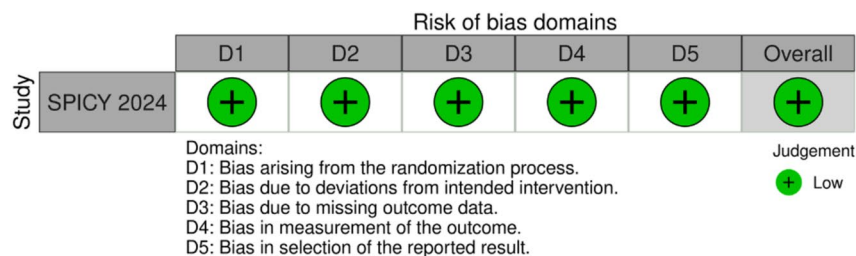 Risk of bias domains
D1 D2 D3 D4 D5 Overall
Study
SPICY 2024 + + + + + +
Domains:
D1: Bias arising from the randomization process.
D2: Bias due to deviations from intended intervention.
D3: Bias due to missing outcome data.
D4: Bias in measurement of the outcome.
D5: Bias in selection of the reported result.
Judgement
+ Low